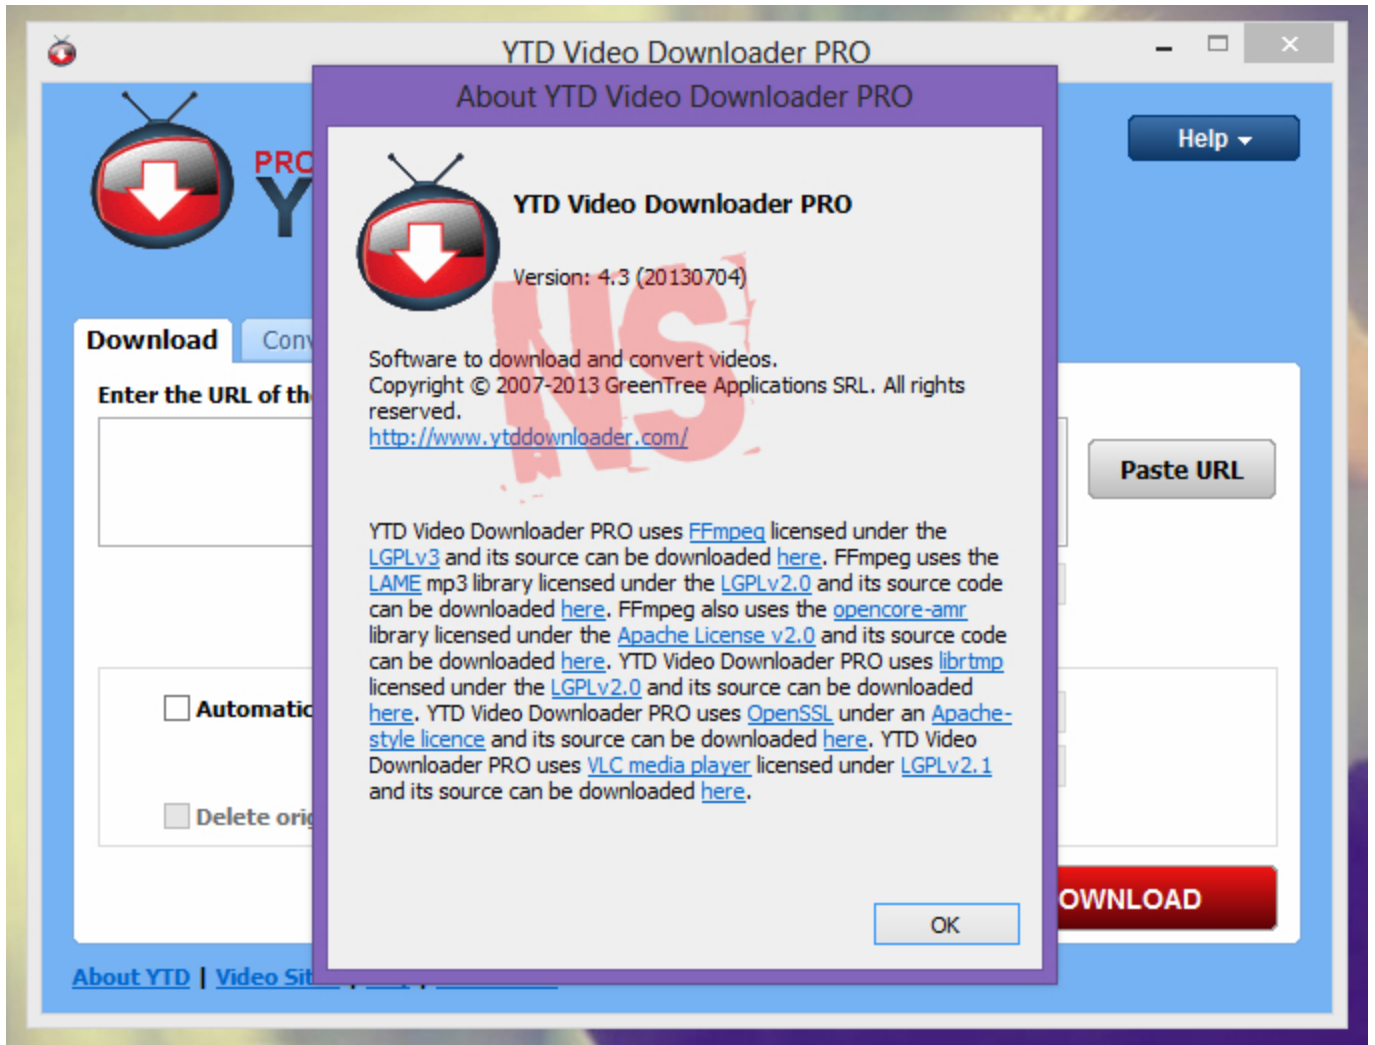 YTD Video Downloader PRO
About YTD Video Downloader PRO
Help
PRO
Y
YTD Video Downloader PRO
Version: 4.3 (20130704)
NS
Download
Software to download and convert videos.
Copyright © 2007-2013 GreenTree Applications SRL. All rights
reserved.
http://www.ytddownloader.com/
Enter the URL of
Paste URL
YTD Video Downloader PRO uses FFmpeg licensed under the
LGPLv3 and its source can be downloaded here. FFmpeg uses the
LAME mp3 library licensed under the LGPLv2.0 and its source code
can be downloaded here. FFmpeg also uses the opencore-amr
library licensed under the Apache License v2.0 and its source code
can be downloaded here. YTD Video Downloader PRO uses librtmp
licensed under the LGPLv2.0 and its source can be downloaded
here. YTD Video Downloader PRO uses OpenSSL under an Apache-
style licence and its source can be downloaded here. YTD Video
Downloader PRO uses VLC media player licensed under LGPLv2.1
and its source can be downloaded here.
Automatic
Delete orig
OWNLOAD
OK
About YTD | Video Sit